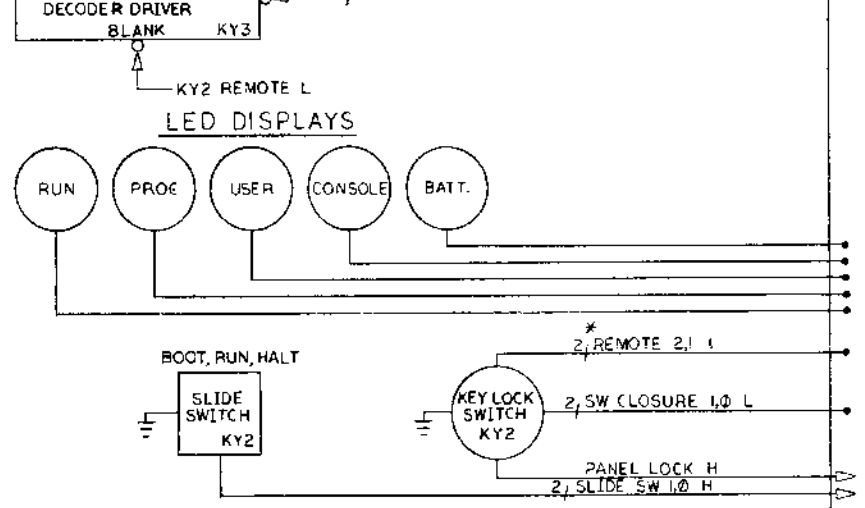 DECODER DRIVER
BLANK KY3
KY2 REMOTE L
LED DISPLAYS
RUN PROC USER CONSOLE BATT.
*
2, REMOTE 2,1 L
BOOT, RUN, HALT
SLIDE
SWITCH
KY2
KEY LOCK
SWITCH
KY2
2, SW CLOSURE 1,0 L
PANEL LOCK H
2, SLIDE SW 1,0 H